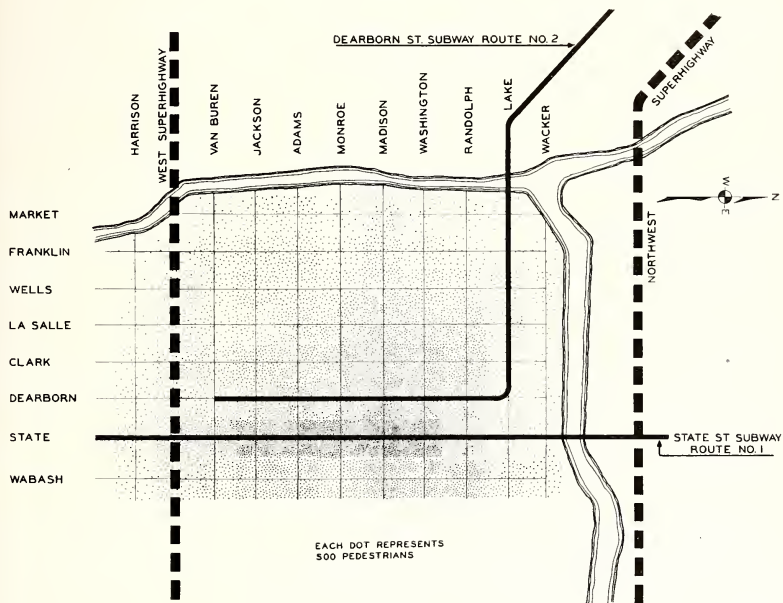 DEARBORN ST. SUBWAY ROUTE NO. 2
HARRISON
WEST SUPERHIGHWAY
VAN BUREN
JACKSON
ADAMS
MONROE
MADISON
WASHINGTON
RANDOLPH
LAKE
WACKER
SUPERHIGHWAY
NORTHWEST
W
E
N
MARKET
FRANKLIN
WELLS
LA SALLE
CLARK
DEARBORN
STATE
WABASH
STATE ST SUBWAY
ROUTE NO. 1
EACH DOT REPRESENTS
500 PEDESTRIANS